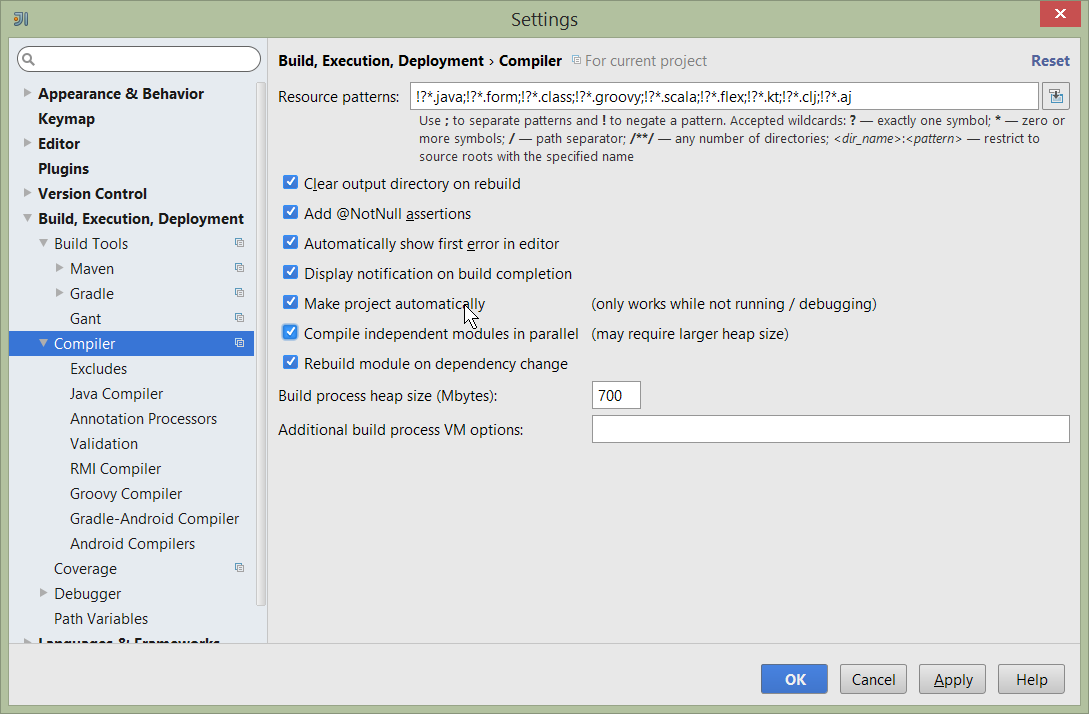 Settings
Appearance & Behavior
Keymap
Editor
Plugins
Version Control
Build, Execution, Deployment
Build Tools
Maven
Gradle
Gant
Compiler
Excludes
Java Compiler
Annotation Processors
Validation
RMI Compiler
Groovy Compiler
Gradle-Android Compiler
Android Compilers
Coverage
Debugger
Path Variables
Languages & Frameworks
Build, Execution, Deployment › Compiler For current project Reset
Resource patterns: !?*.java;!?*.form;!?*.class;!?*.groovy;!?*.scala;!?*.flex;!?*.kt;!?*.clj;!?*.aj
Use ; to separate patterns and ! to negate a pattern. Accepted wildcards: ? — exactly one symbol; * — zero or
more symbols; / — path separator; /**/ — any number of directories; <dir_name>:<pattern> — restrict to
source roots with the specified name
Clear output directory on rebuild
Add @NotNull assertions
Automatically show first error in editor
Display notification on build completion
Make project automatically (only works while not running / debugging)
Compile independent modules in parallel (may require larger heap size)
Rebuild module on dependency change
Build process heap size (Mbytes): 700
Additional build process VM options:
OK Cancel Apply Help